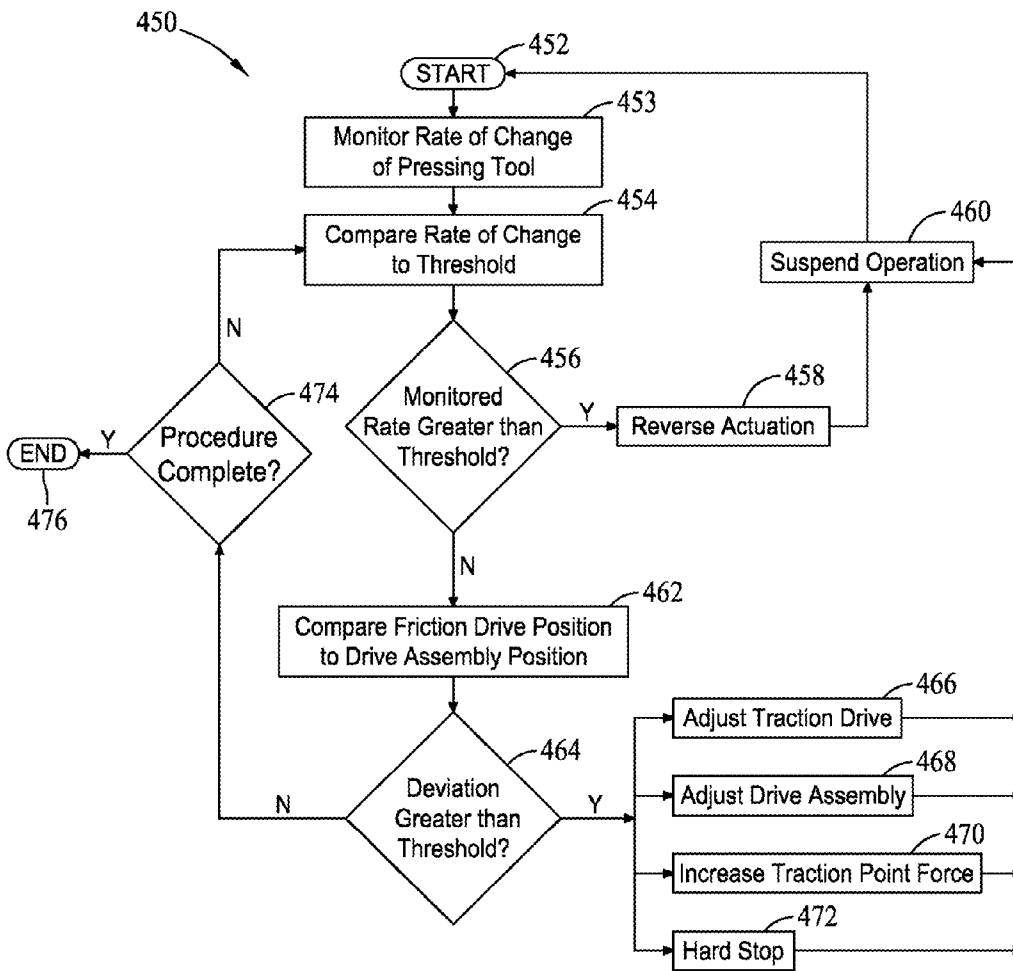 450
START
452
Monitor Rate of Change
of Pressing Tool
453
Compare Rate of Change
to Threshold
454
Suspend Operation
460
Monitored
Rate Greater than
Threshold?
456
Y
Reverse Actuation
458
N
Procedure
Complete?
474
Y
END
476
N
Compare Friction Drive Position
to Drive Assembly Position
462
Deviation
Greater than
Threshold?
464
N
Y
Adjust Traction Drive
466
Adjust Drive Assembly
468
Increase Traction Point Force
470
Hard Stop
472